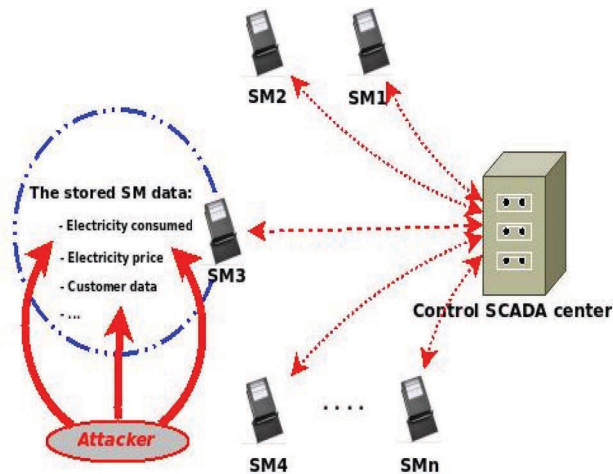 SM2
SM1
The stored SM data:
- Electricity consumed
- Electricity price
- Customer data
- ...
SM3
Control SCADA center
Attacker
SM4
....
SMn